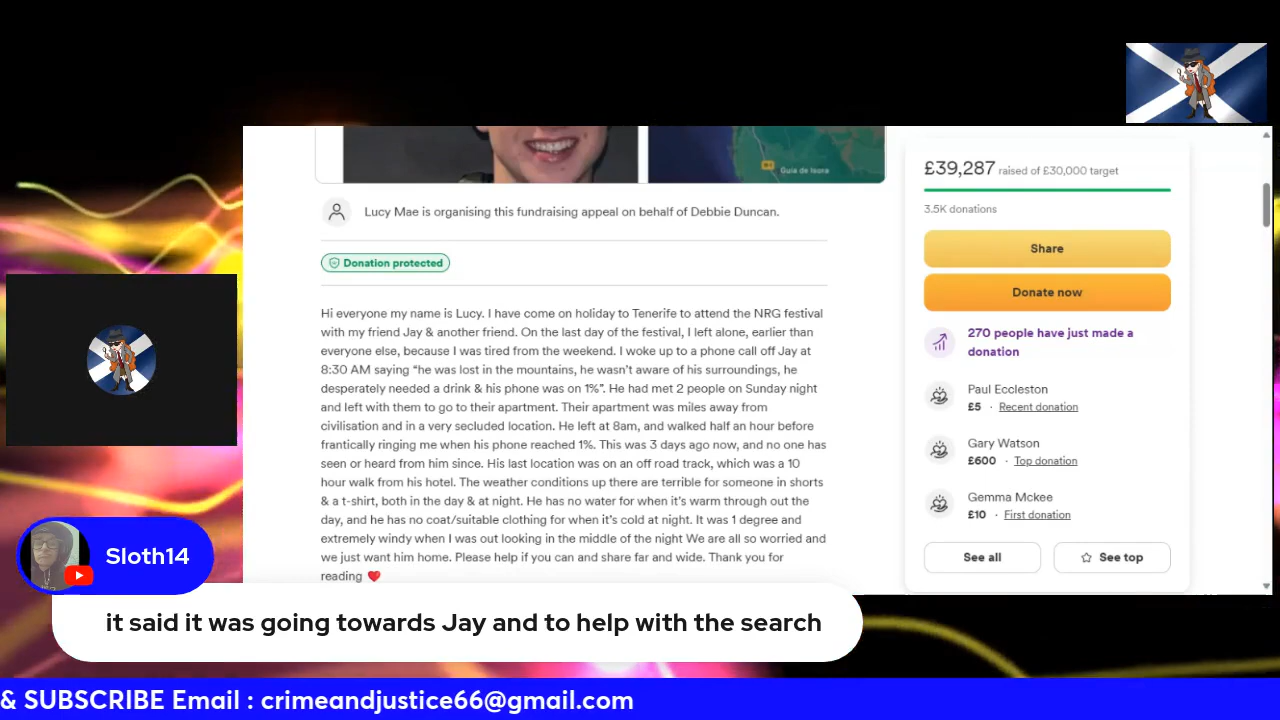 Guia de Isora
£39,287 raised of £30,000 target
3.5K donations
Lucy Mae is organising this fundraising appeal on behalf of Debbie Duncan.
Share
Donation protected
Donate now
Hi everyone my name is Lucy. I have come on holiday to Tenerife to attend the NRG festival
with my friend Jay & another friend. On the last day of the festival, I left alone, earlier than
everyone else, because I was tired from the weekend. I woke up to a phone call off Jay at
8:30 AM saying “he was lost in the mountains, he wasn’t aware of his surroundings, he
desperately needed a drink & his phone was on 1%”. He had met 2 people on Sunday night
and left with them to go to their apartment. Their apartment was miles away from
civilisation and in a very secluded location. He left at 8am, and walked half an hour before
frantically ringing me when his phone reached 1%. This was 3 days ago now, and no one has
seen or heard from him since. His last location was on an off road track, which was a 10
hour walk from his hotel. The weather conditions up there are terrible for someone in shorts
& a t-shirt, both in the day & at night. He has no water for when it’s warm through out the
day, and he has no coat/suitable clothing for when it’s cold at night. It was 1 degree and
extremely windy when I was out looking in the middle of the night We are all so worried and
we just want him home. Please help if you can and share far and wide. Thank you for
reading ❤️
270 people have just made a
donation
Paul Eccleston
£5 · Recent donation
Gary Watson
£600 · Top donation
Gemma Mckee
£10 · First donation
See all
See top
Sloth14
it said it was going towards Jay and to help with the search
& SUBSCRIBE Email : crimeandjustice66@gmail.com